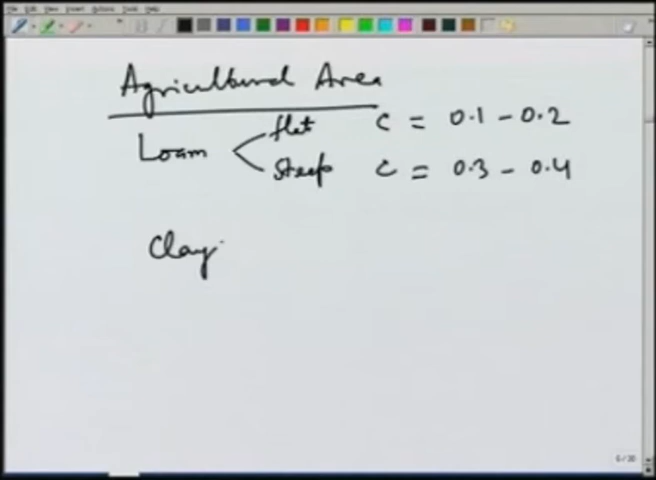 Agricultural Area
Loam flat C = 0.1 - 0.2
steep C = 0.3 - 0.4
Clay